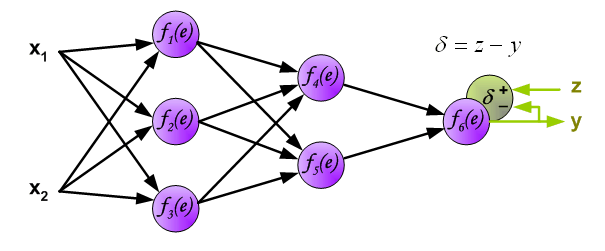 δ = z − y
x1
x2
f1(e)
f2(e)
f3(e)
f4(e)
f5(e)
f6(e)
δ + −
z
y